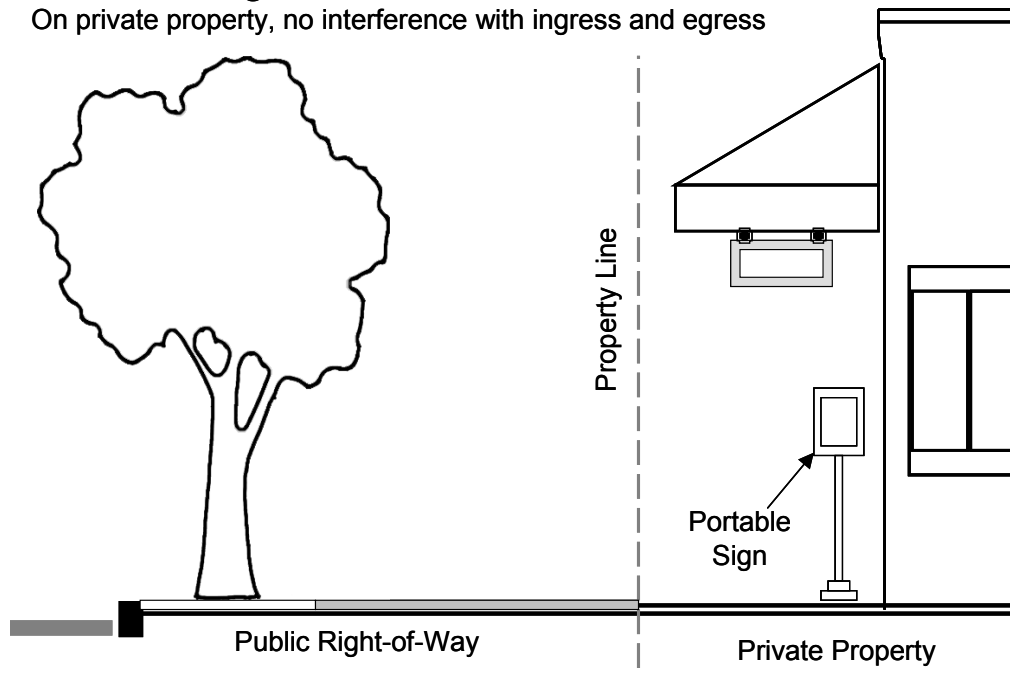 On private property, no interference with ingress and egress
Property Line
Portable
Sign
Public Right-of-Way
Private Property